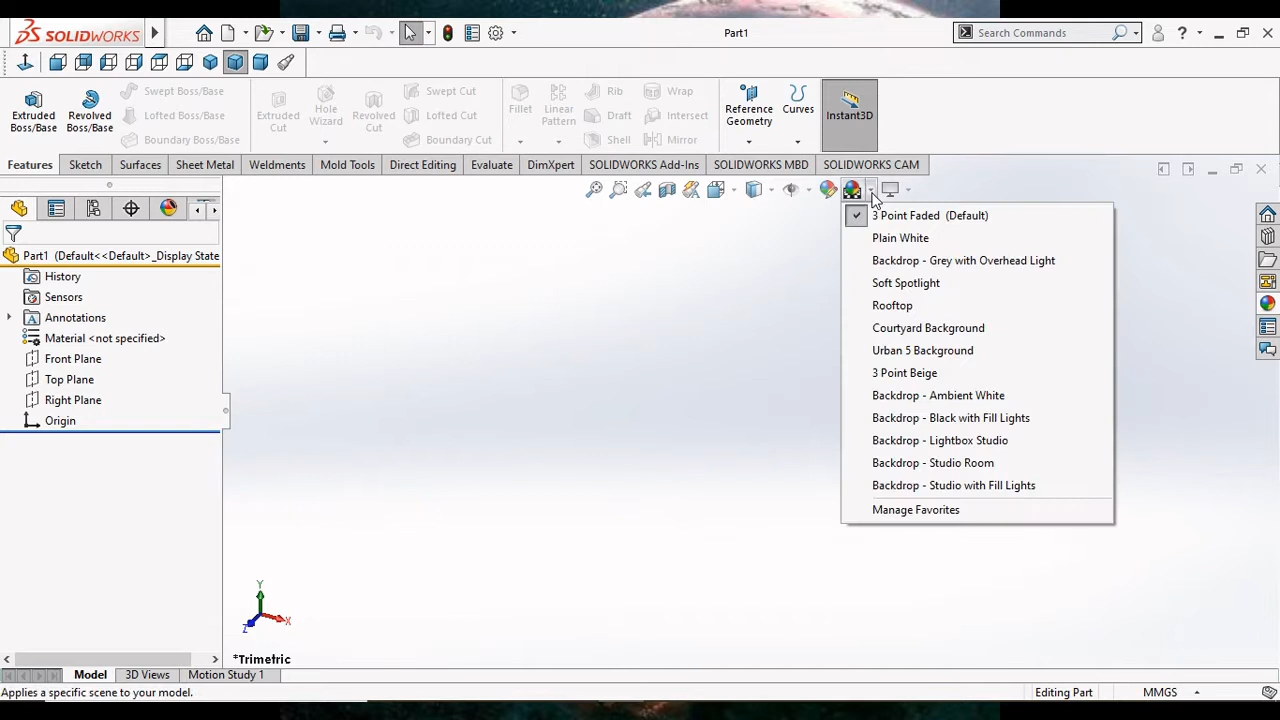 SOLIDWORKS
Part1
Search Commands
?
Extruded Boss/Base
Revolved Boss/Base
Swept Boss/Base
Lofted Boss/Base
Boundary Boss/Base
Extruded Cut
Hole Wizard
Revolved Cut
Swept Cut
Lofted Cut
Boundary Cut
Fillet
Linear Pattern
Rib
Draft
Shell
Wrap
Intersect
Mirror
Reference Geometry
Curves
Instant3D
Features
Sketch
Surfaces
Sheet Metal
Weldments
Mold Tools
Direct Editing
Evaluate
DimXpert
SOLIDWORKS Add-Ins
SOLIDWORKS MBD
SOLIDWORKS CAM
Part1 (Default<<Default>_Display State
History
Sensors
Annotations
Material <not specified>
Front Plane
Top Plane
Right Plane
Origin
3 Point Faded (Default)
Plain White
Backdrop - Grey with Overhead Light
Soft Spotlight
Rooftop
Courtyard Background
Urban 5 Background
3 Point Beige
Backdrop - Ambient White
Backdrop - Black with Fill Lights
Backdrop - Lightbox Studio
Backdrop - Studio Room
Backdrop - Studio with Fill Lights
Manage Favorites
Y
X
Z
*Trimetric
Model
3D Views
Motion Study 1
Applies a specific scene to your model.
Editing Part
MMGS